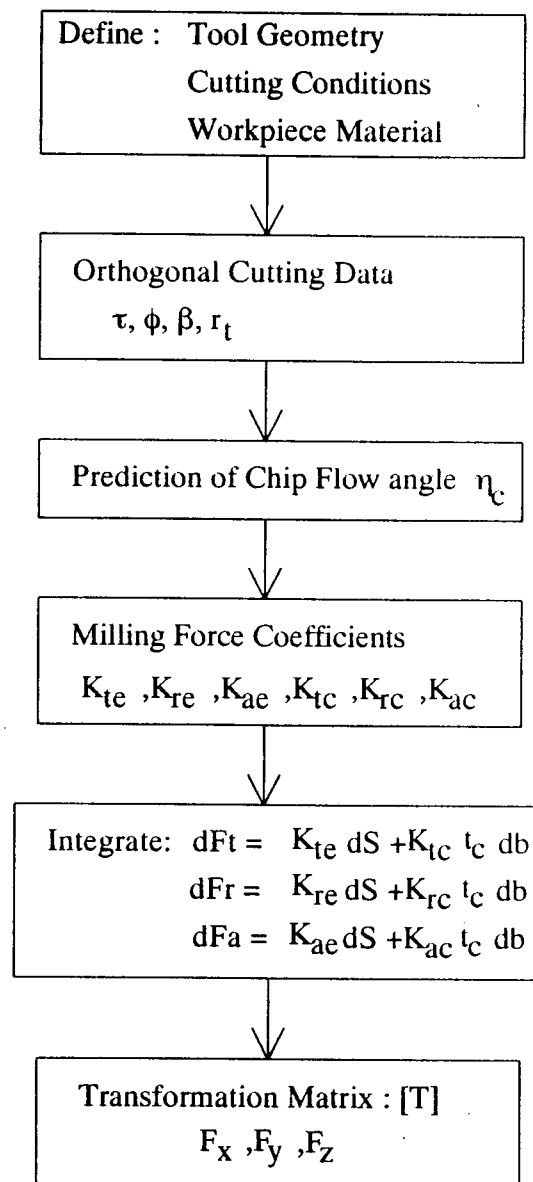 Define : Tool Geometry
Cutting Conditions
Workpiece Material
Orthogonal Cutting Data
τ, ϕ, β, r_t
Prediction of Chip Flow angle η_c
Milling Force Coefficients
K_te ,K_re ,K_ae ,K_tc ,K_rc ,K_ac
Integrate: dFt = K_te dS +K_tc t_c db
dFr = K_re dS +K_rc t_c db
dFa = K_ae dS +K_ac t_c db
Transformation Matrix : [T]
F_x ,F_y ,F_z